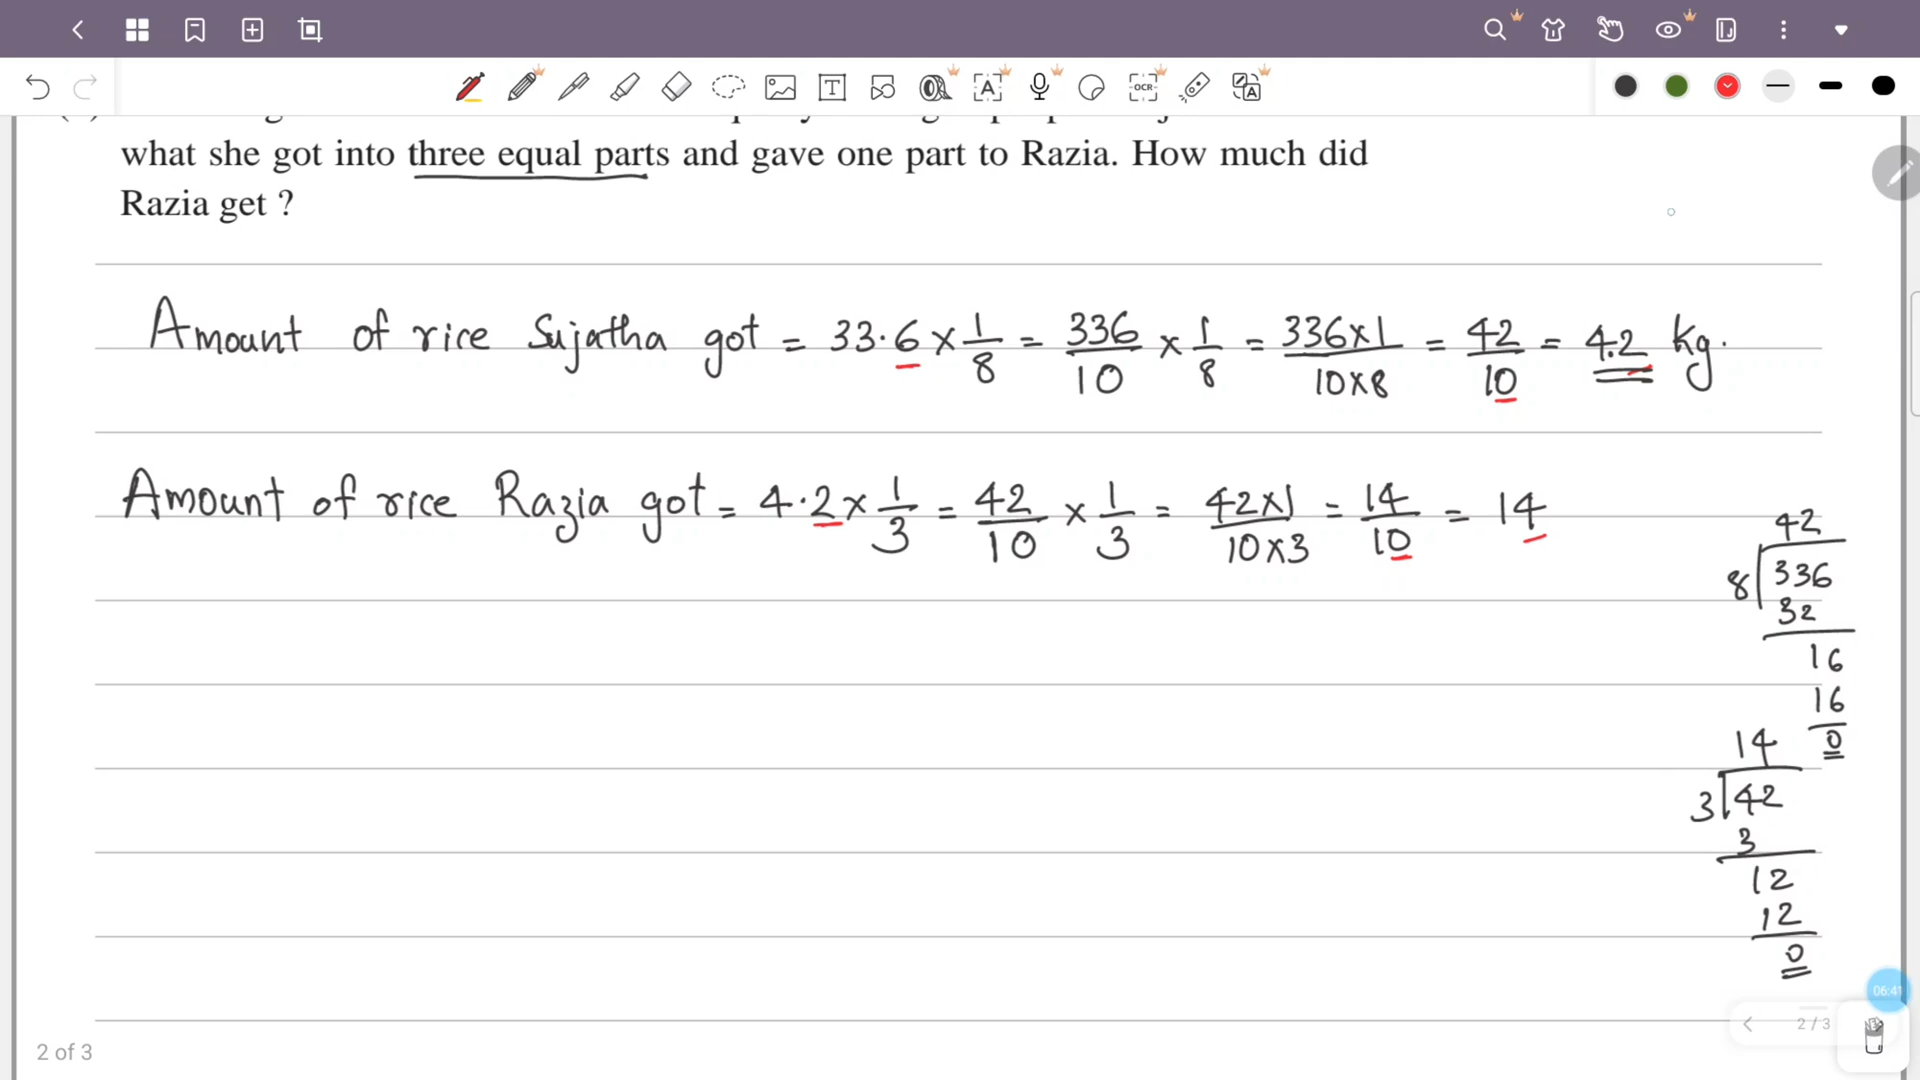 what she got into three equal parts and gave one part to Razia. How much did
Razia get ?
Amount of rice Sujatha got = 33.6 × 1/8 = 336/10 × 1/8 = 336×1/10×8 = 42/10 = 4.2 kg.
Amount of rice Razia got = 4.2 × 1/3 = 42/10 × 1/3 = 42×1/10×3 = 14/10 = 14
42
8 336
32
16
16
0
14
3 42
3
12
12
0
06:41
2 / 3
2 of 3